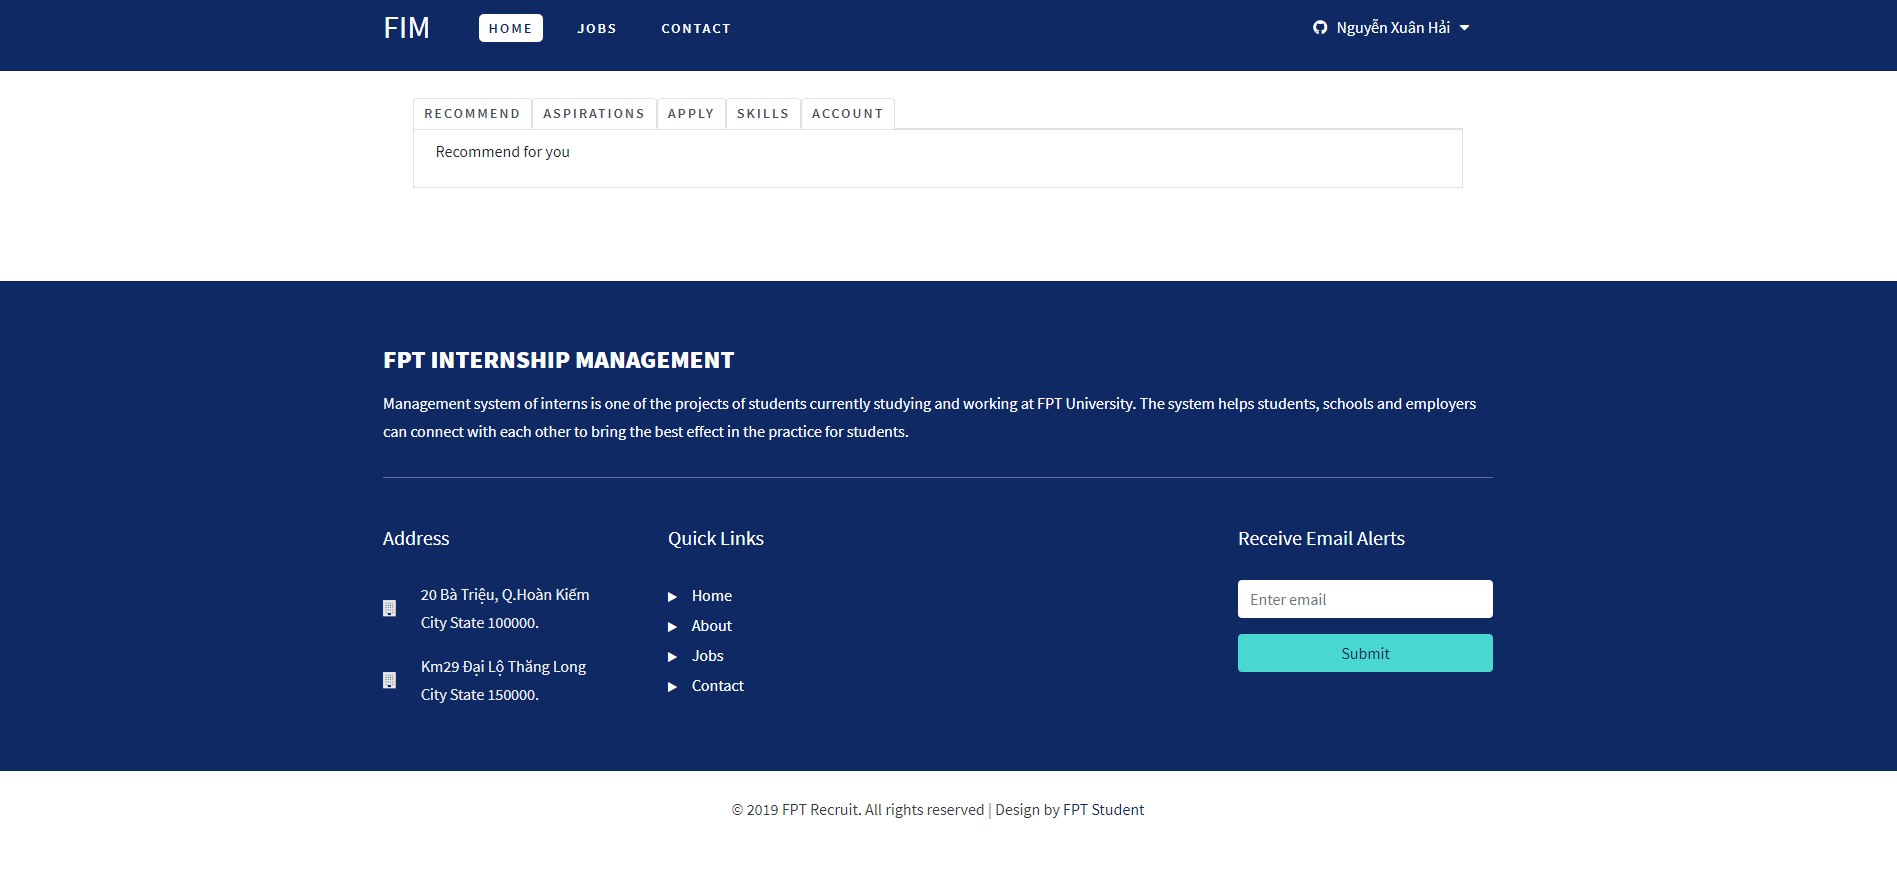 FIM
HOME
JOBS
CONTACT
Nguyễn Xuân Hải
RECOMMEND
ASPIRATIONS
APPLY
SKILLS
ACCOUNT
Recommend for you
FPT INTERNSHIP MANAGEMENT
Management system of interns is one of the projects of students currently studying and working at FPT University. The system helps students, schools and employers
can connect with each other to bring the best effect in the practice for students.
Address
20 Bà Triệu, Q.Hoàn Kiếm
City State 100000.
Km29 Đại Lộ Thăng Long
City State 150000.
Quick Links
Home
About
Jobs
Contact
Receive Email Alerts
Enter email
Submit
© 2019 FPT Recruit. All rights reserved | Design by FPT Student